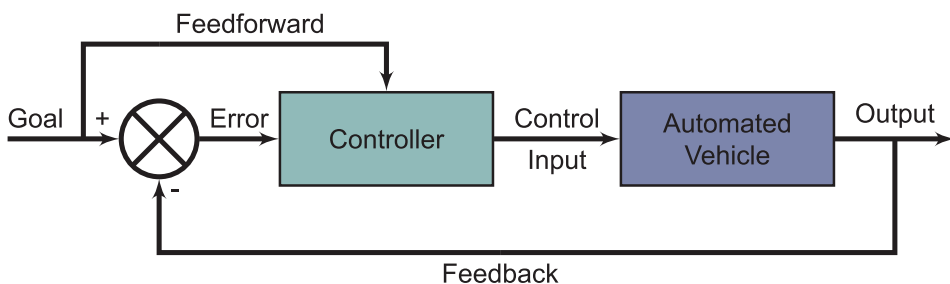 Feedforward
Goal
+
Error
Controller
Control
Input
Automated
Vehicle
Output
-
Feedback